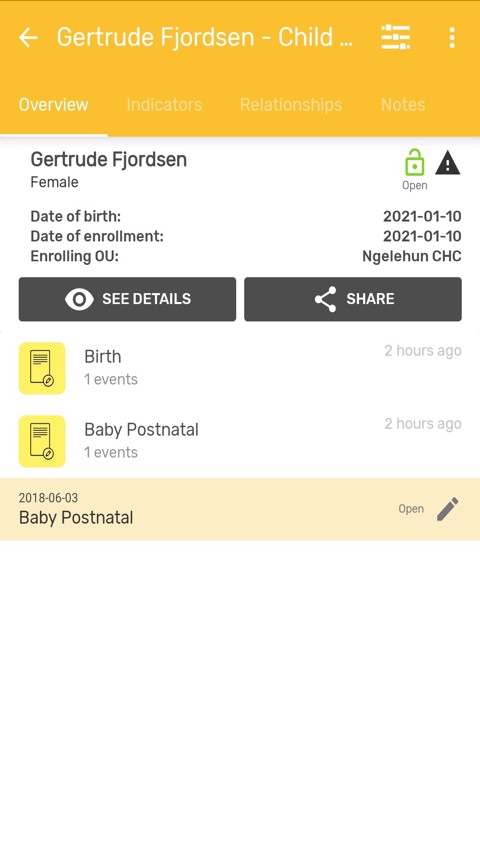 Gertrude Fjordsen - Child ...
Overview Indicators Relationships Notes
Gertrude Fjordsen
Female
Open
Date of birth: 2021-01-10
Date of enrollment: 2021-01-10
Enrolling OU: Ngelehun CHC
SEE DETAILS SHARE
Birth 2 hours ago
1 events
Baby Postnatal 2 hours ago
1 events
2018-06-03
Baby Postnatal Open